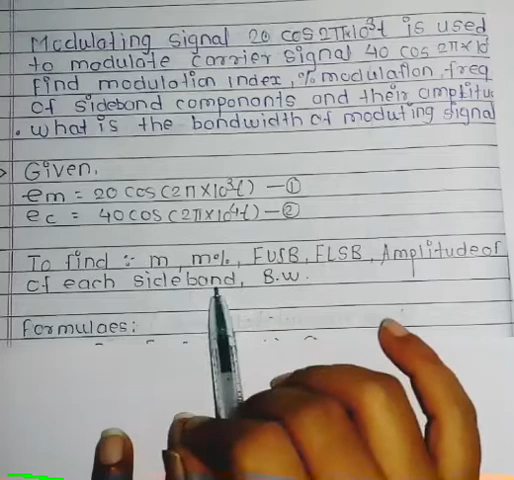 Modulating signal 20 cos 2π×10³t is used
to modulate carrier signal 40 cos 2π×10
Find modulation index, % modulation, freq
of sideband componants and their amplitu
. what is the bandwidth of moduting signal
> Given,
em = 20 cos(2π×10³t) —①
ec = 40 cos(2π×10⁴t) —②
To find :- m, m%, FUSB, FLSB, Amplitude of
of each sideband, B.W.
formulaes: